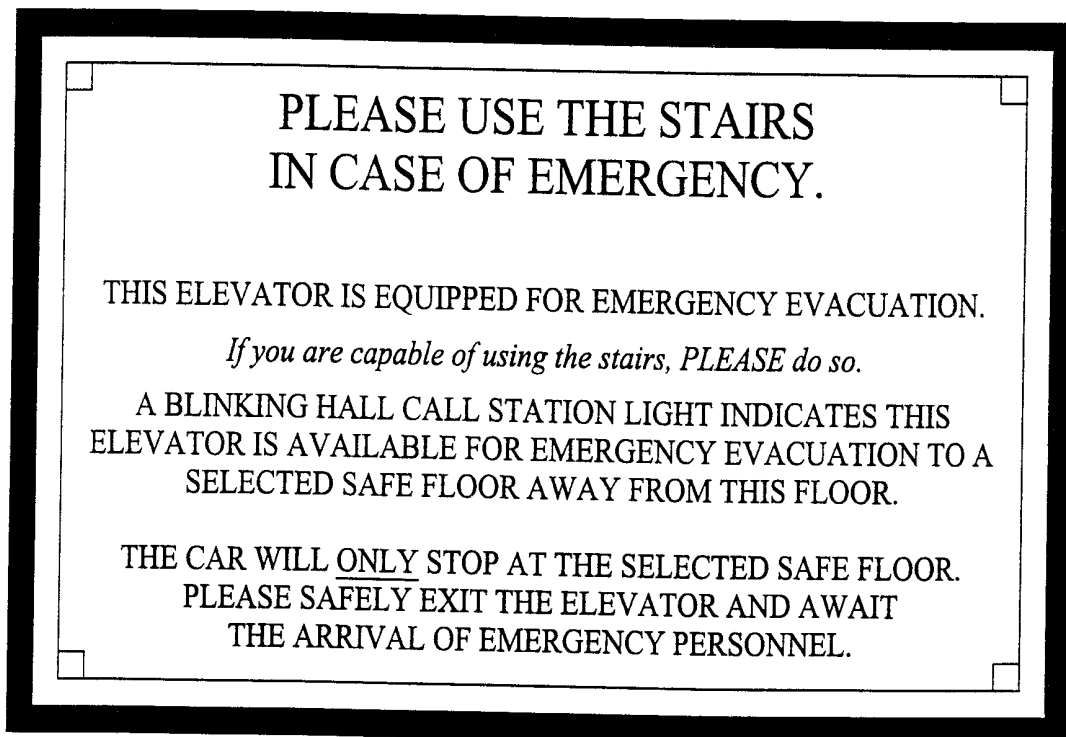 PLEASE USE THE STAIRS
IN CASE OF EMERGENCY.
THIS ELEVATOR IS EQUIPPED FOR EMERGENCY EVACUATION.
If you are capable of using the stairs, PLEASE do so.
A BLINKING HALL CALL STATION LIGHT INDICATES THIS
ELEVATOR IS AVAILABLE FOR EMERGENCY EVACUATION TO A
SELECTED SAFE FLOOR AWAY FROM THIS FLOOR.
THE CAR WILL ONLY STOP AT THE SELECTED SAFE FLOOR.
PLEASE SAFELY EXIT THE ELEVATOR AND AWAIT
THE ARRIVAL OF EMERGENCY PERSONNEL.